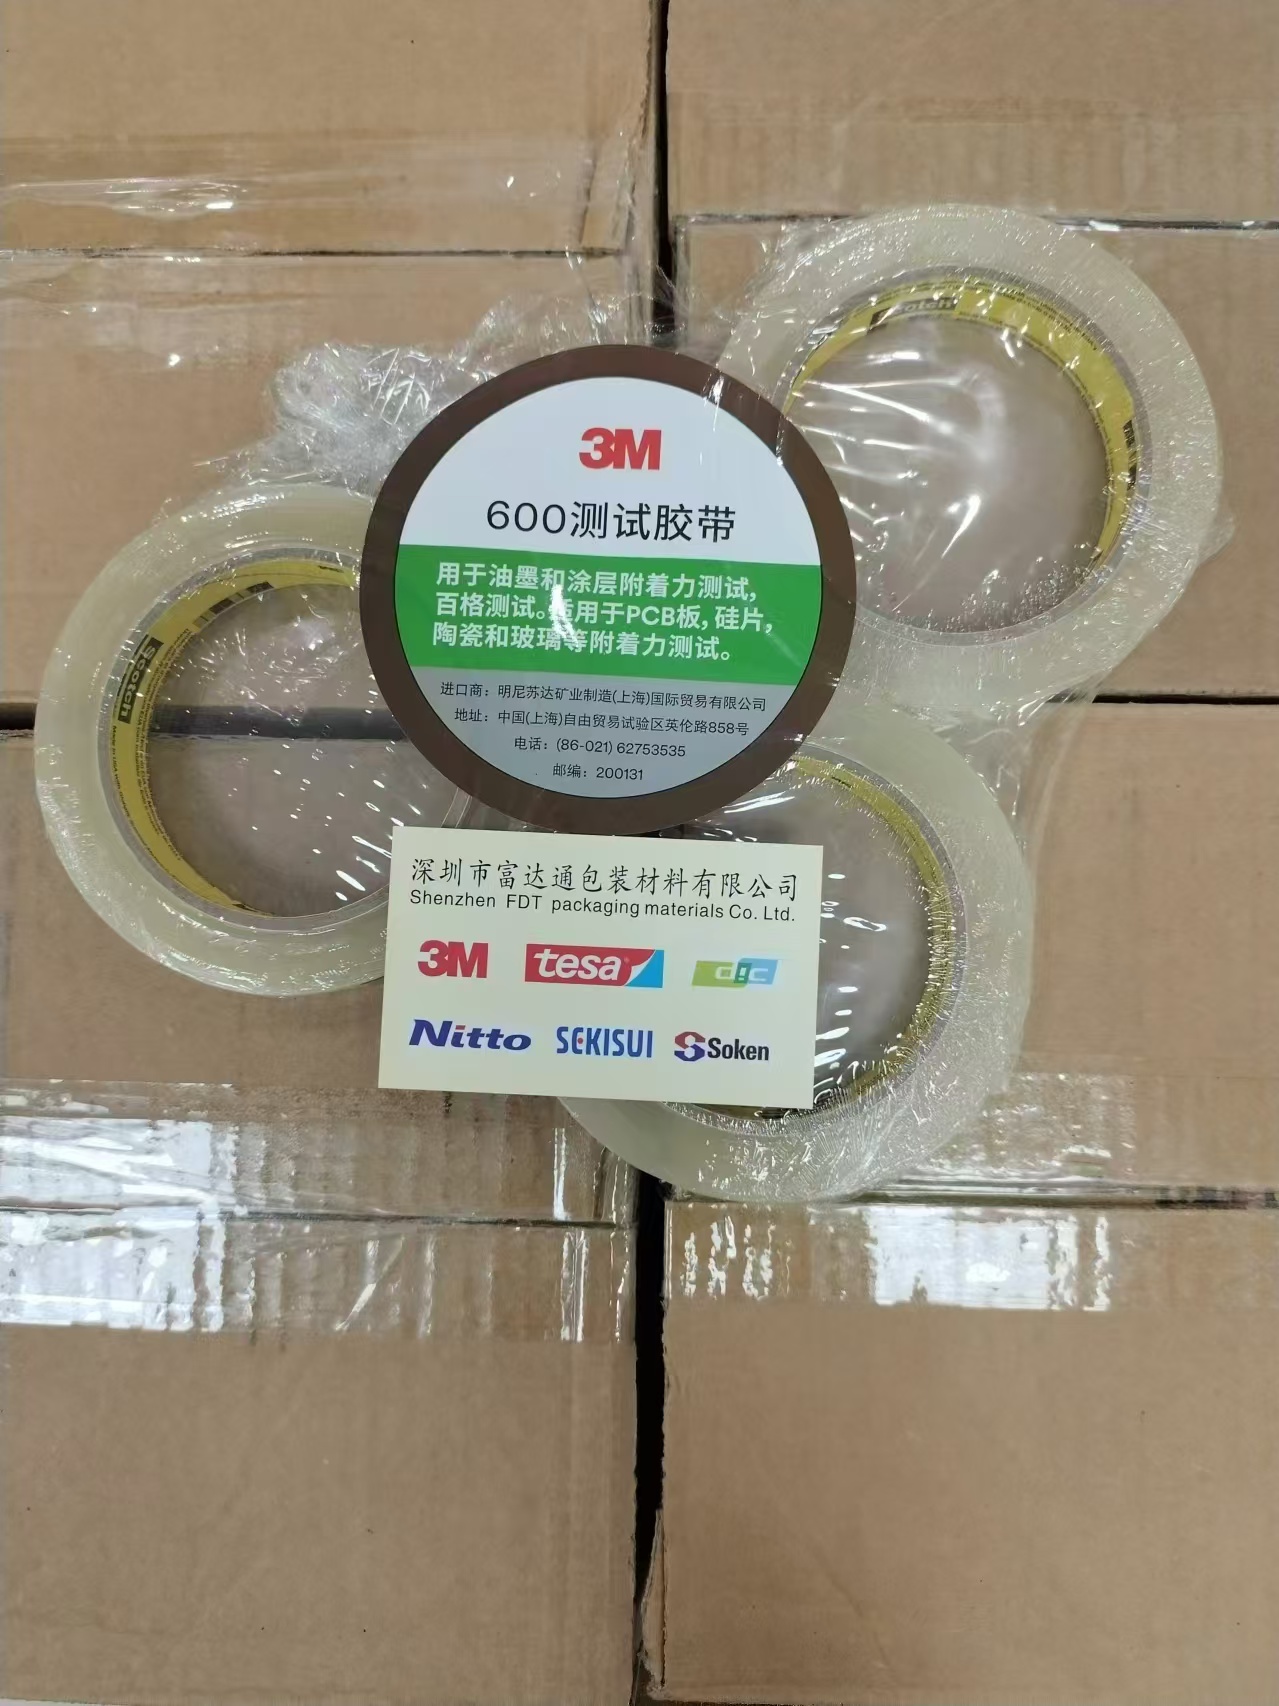 Scotch
3M
600测试胶带
用于油墨和涂层附着力测试,
百格测试。适用于PCB板, 硅片,
陶瓷和玻璃等附着力测试。
进口商：明尼苏达矿业制造(上海)国际贸易有限公司
地址：中国(上海)自由贸易试验区英伦路858号
电话：(86-021) 62753535
邮编：200131
Scotch
深圳市富达通包装材料有限公司
Shenzhen FDT packaging materials Co. Ltd.
3M tesa dgc
Nitto SEKISUI Soken